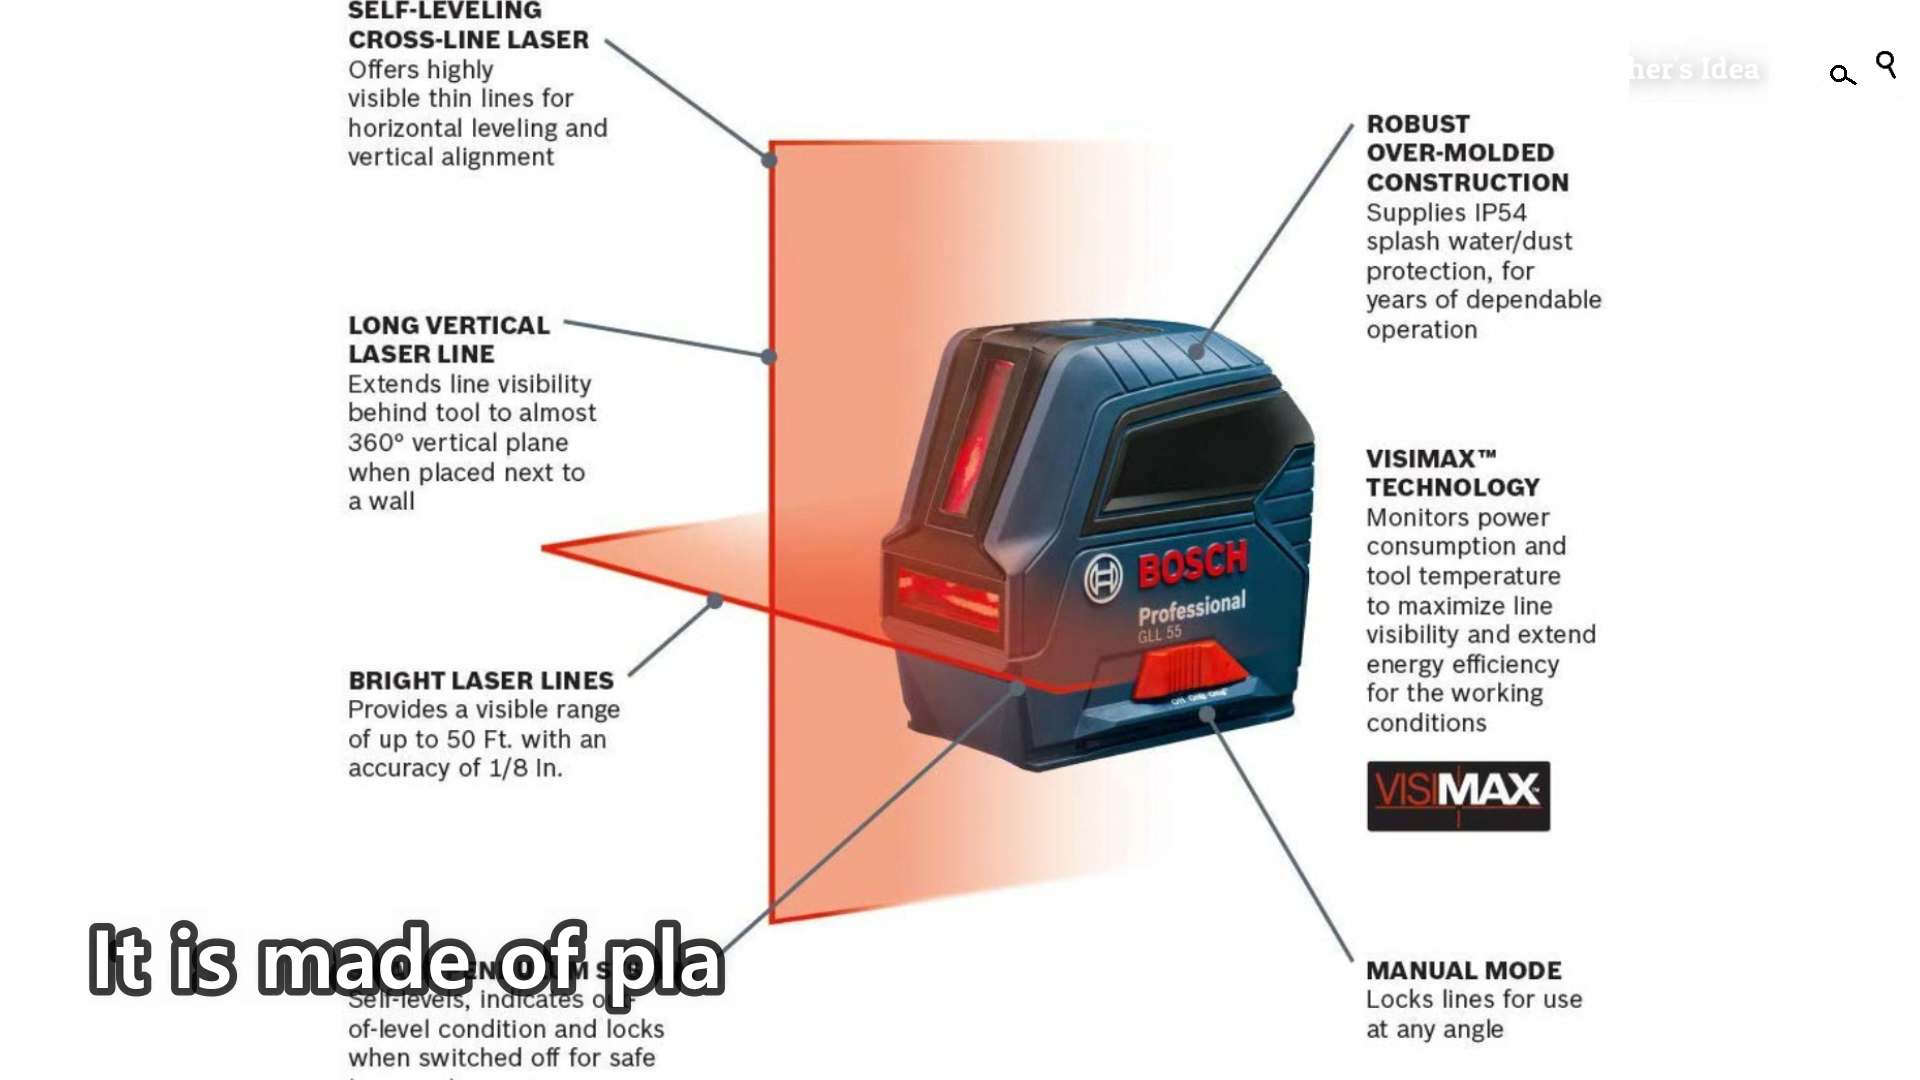 SELF-LEVELING
CROSS-LINE LASER
Offers highly
visible thin lines for
horizontal leveling and
vertical alignment
LONG VERTICAL
LASER LINE
Extends line visibility
behind tool to almost
360° vertical plane
when placed next to
a wall
BRIGHT LASER LINES
Provides a visible range
of up to 50 Ft. with an
accuracy of 1/8 In.
It is made of pla
Self-levels, indicates
of-level condition and locks
when switched off for safe
BOSCH
Professional
GLL 55
her's Idea
ROBUST
OVER-MOLDED
CONSTRUCTION
Supplies IP54
splash water/dust
protection, for
years of dependable
operation
VISIMAX™
TECHNOLOGY
Monitors power
consumption and
tool temperature
to maximize line
visibility and extend
energy efficiency
for the working
conditions
VISIMAX™
MANUAL MODE
Locks lines for use
at any angle